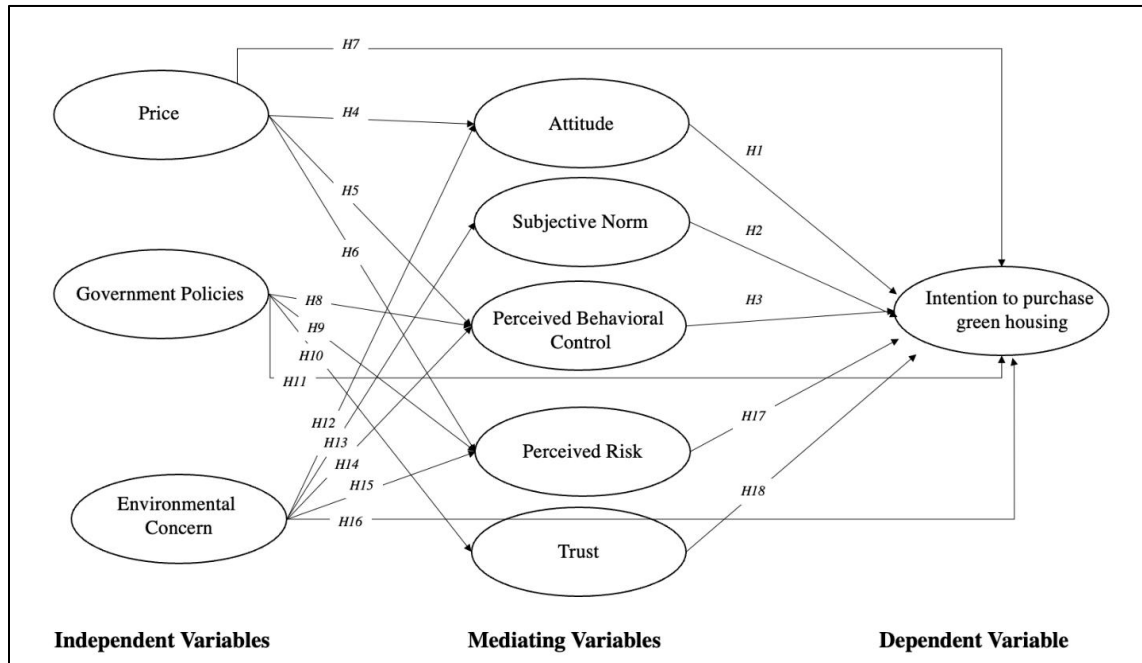 H7
Price
H4
Attitude
H1
H5
Subjective Norm
H2
H6
Government Policies
H8
H9
H10
H11
Perceived Behavioral
Control
H3
Intention to purchase
green housing
H12
H13
H14
H15
H16
Perceived Risk
H17
Environmental
Concern
H18
Trust
Independent Variables
Mediating Variables
Dependent Variable